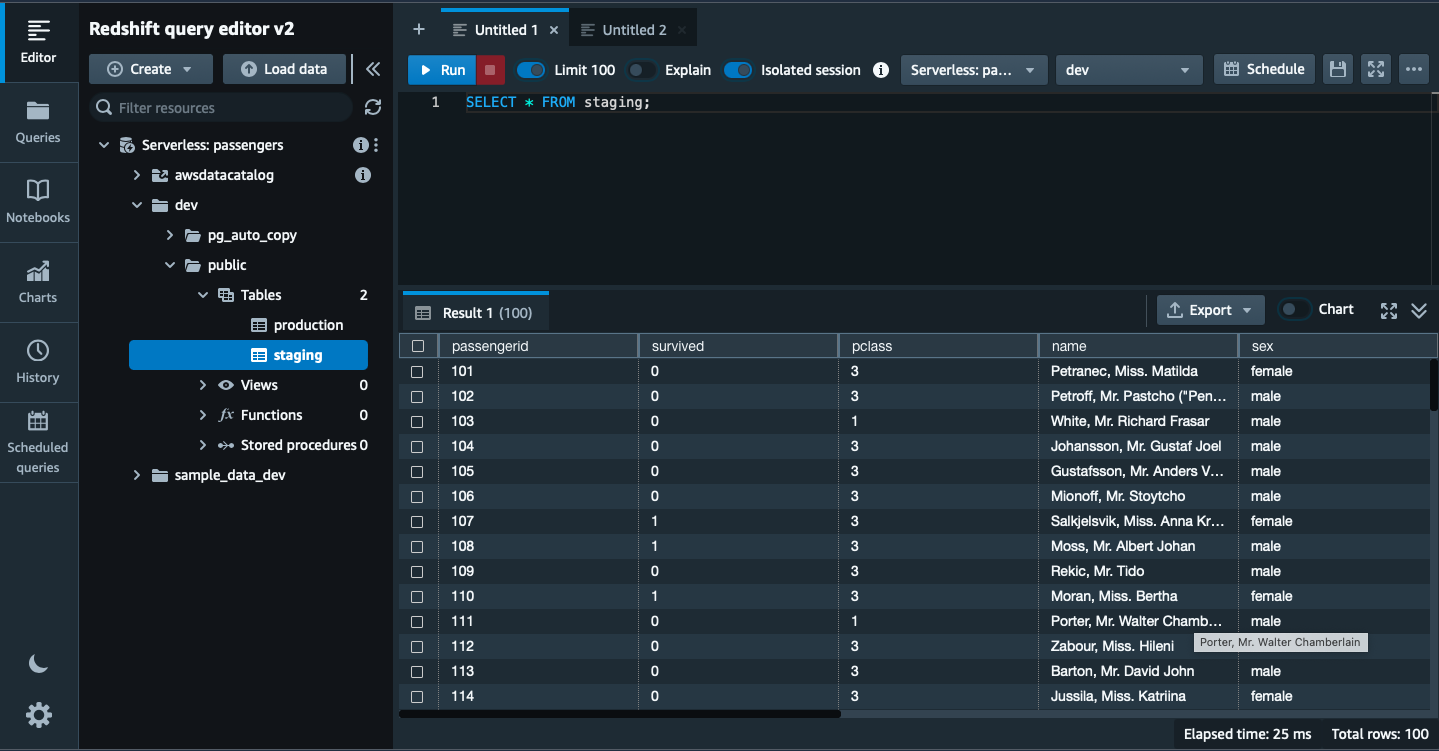 Editor
Queries
Notebooks
Charts
History
Scheduled
queries
Redshift query editor v2
Create
Load data
Filter resources
Serverless: passengers
awsdatacatalog
dev
pg_auto_copy
public
Tables 2
production
staging
Views 0
Functions 0
Stored procedures 0
sample_data_dev
Untitled 1
Untitled 2
Run Limit 100 Explain Isolated session Serverless: pa... dev Schedule
1 SELECT * FROM staging;
Result 1 (100) Export Chart
passengerid survived pclass name sex
101 0 3 Petranec, Miss. Matilda female
102 0 3 Petroff, Mr. Pastcho ("Pen... male
103 0 1 White, Mr. Richard Frasar male
104 0 3 Johansson, Mr. Gustaf Joel male
105 0 3 Gustafsson, Mr. Anders V... male
106 0 3 Mionoff, Mr. Stoytcho male
107 1 3 Salkjelsvik, Miss. Anna Kr... female
108 1 3 Moss, Mr. Albert Johan male
109 0 3 Rekic, Mr. Tido male
110 1 3 Moran, Miss. Bertha female
111 0 1 Porter, Mr. Walter Chamb... male
112 0 3 Zabour, Miss. Hileni
Porter, Mr. Walter Chamberlain
113 0 3 Barton, Mr. David John male
114 0 3 Jussila, Miss. Katriina female
Elapsed time: 25 ms Total rows: 100